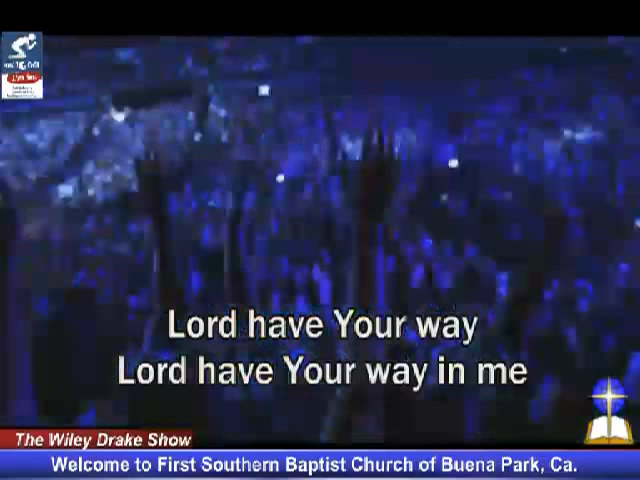 Lord have Your way
Lord have Your way in me
The Wiley Drake Show
Welcome to First Southern Baptist Church of Buena Park, Ca.